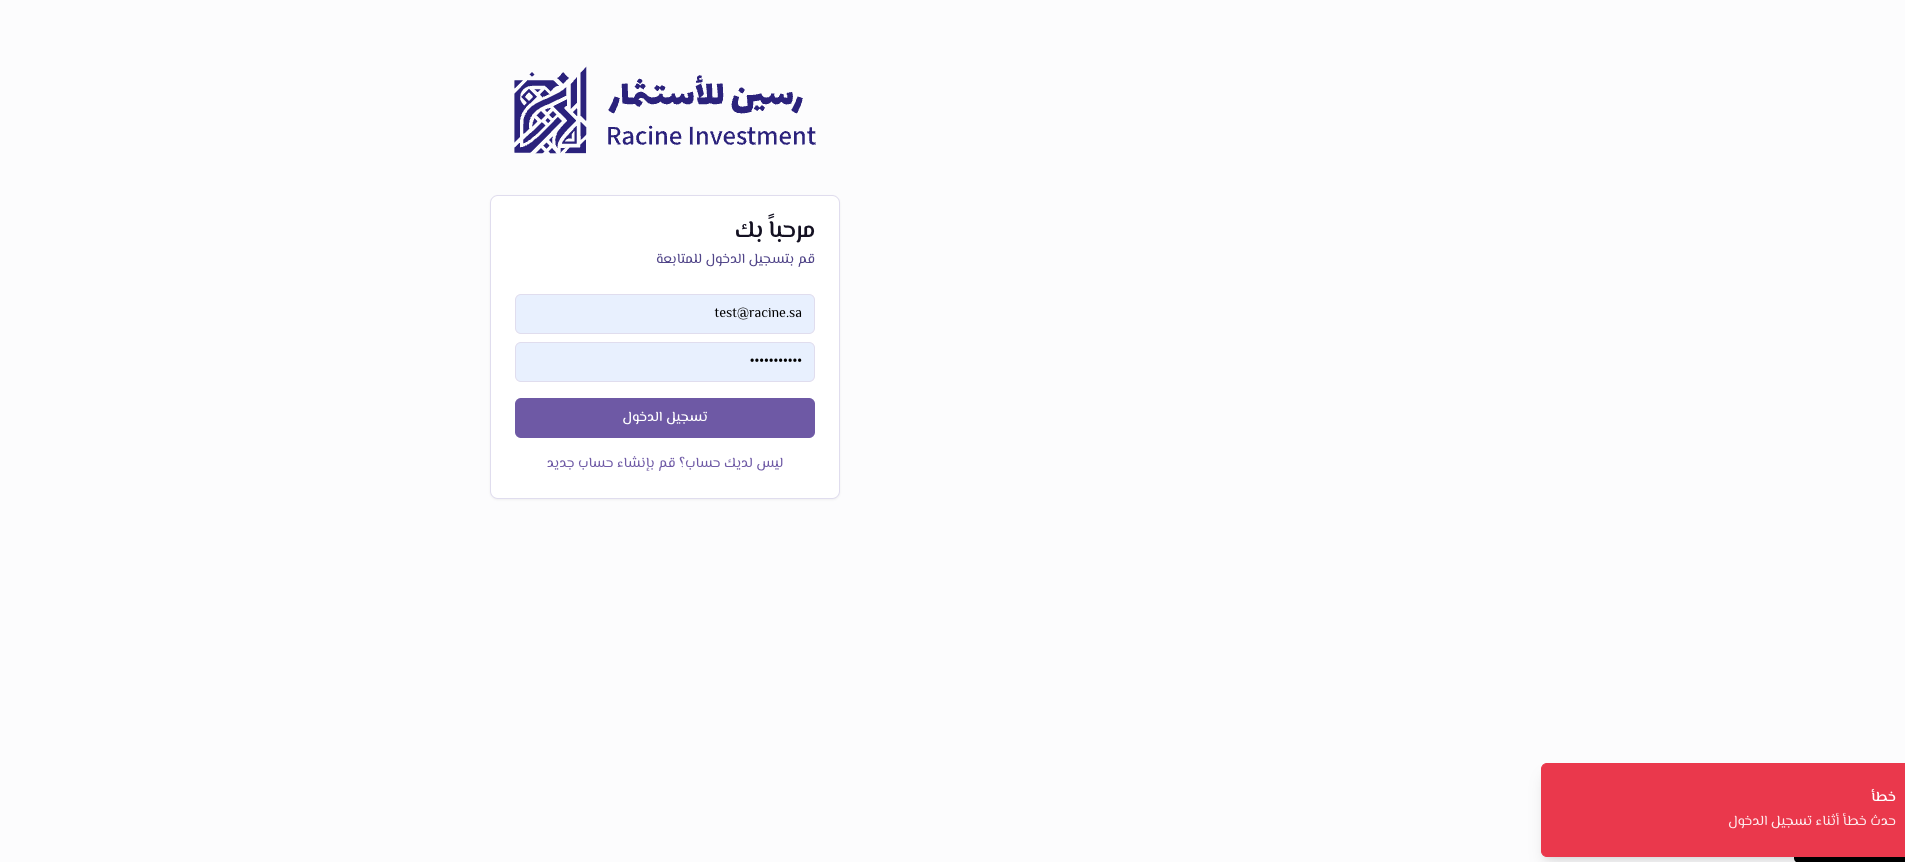 رسين للأستثمار
Racine Investment
مرحباً بك
قم بتسجيل الدخول للمتابعة
test@racine.sa
•••••••••••
تسجيل الدخول
ليس لديك حساب؟ قم بإنشاء حساب جديد
خطأ
حدث خطأ أثناء تسجيل الدخول